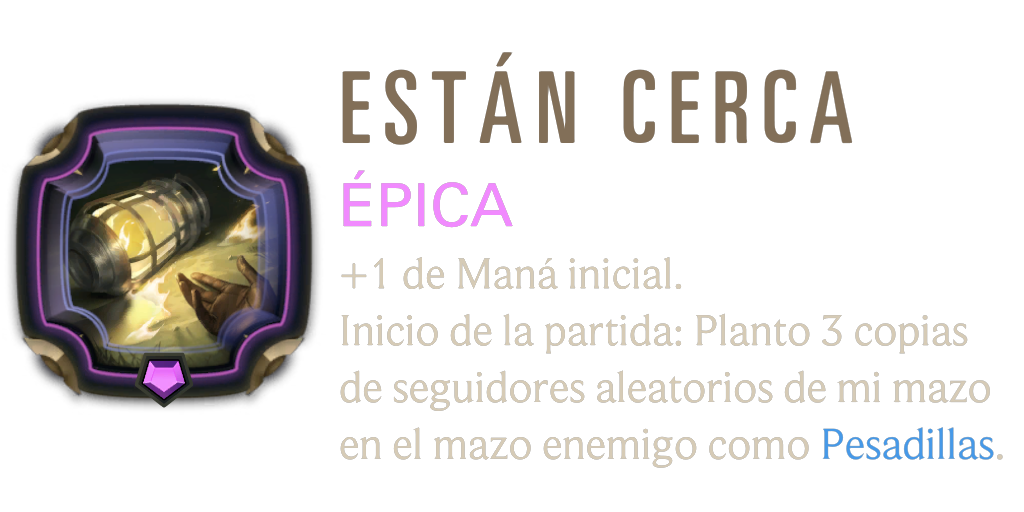 ESTÁN CERCA
ÉPICA
+1 de Maná inicial.
Inicio de la partida: Planto 3 copias
de seguidores aleatorios de mi mazo
en el mazo enemigo como Pesadillas.